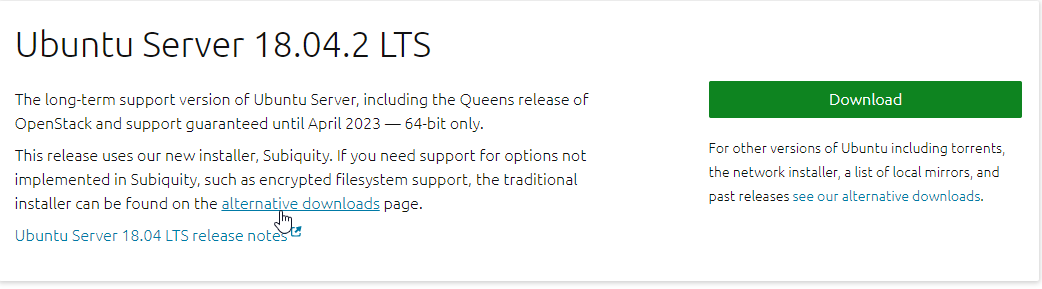 Ubuntu Server 18.04.2 LTS
The long-term support version of Ubuntu Server, including the Queens release of
OpenStack and support guaranteed until April 2023 — 64-bit only.
This release uses our new installer, Subiquity. If you need support for options not
implemented in Subiquity, such as encrypted filesystem support, the traditional
installer can be found on the alternative downloads page.
Ubuntu Server 18.04 LTS release notes
Download
For other versions of Ubuntu including torrents,
the network installer, a list of local mirrors, and
past releases see our alternative downloads.